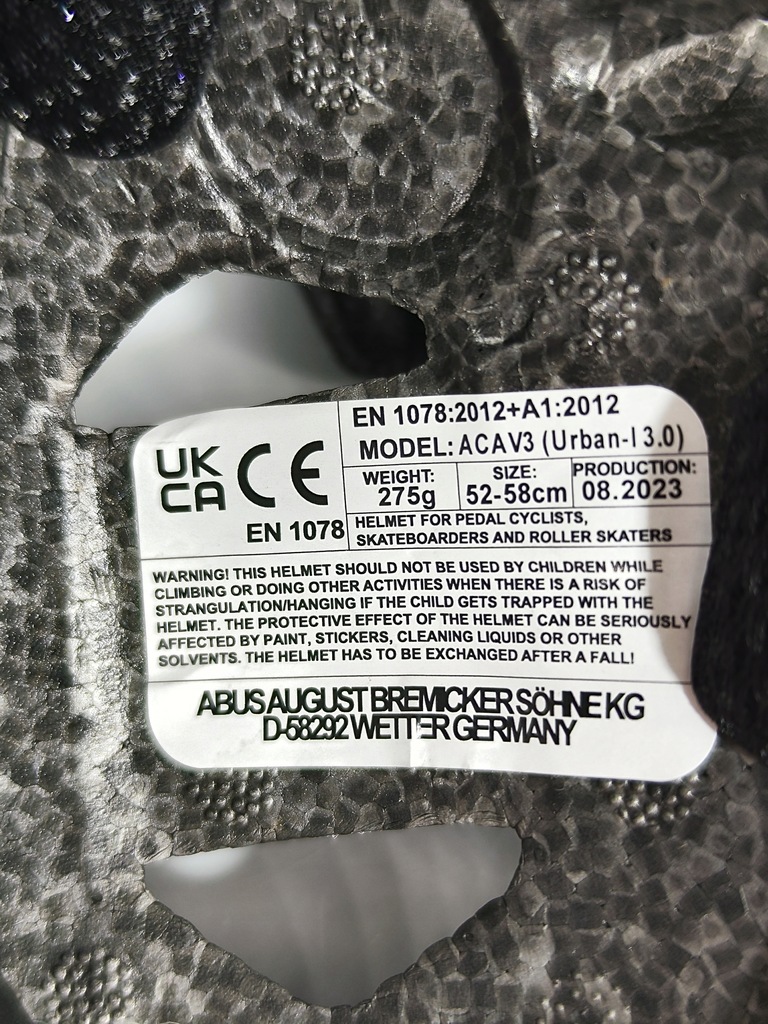 EN 1078:2012+A1:2012
MODEL: ACAV3 (Urban-I 3.0)
UK
CA
CE
EN 1078
WEIGHT:
275g
SIZE:
52-58cm
PRODUCTION:
08.2023
HELMET FOR PEDAL CYCLISTS,
SKATEBOARDERS AND ROLLER SKATERS
WARNING! THIS HELMET SHOULD NOT BE USED BY CHILDREN WHILE
CLIMBING OR DOING OTHER ACTIVITIES WHEN THERE IS A RISK OF
STRANGULATION/HANGING IF THE CHILD GETS TRAPPED WITH THE
HELMET. THE PROTECTIVE EFFECT OF THE HELMET CAN BE SERIOUSLY
AFFECTED BY PAINT, STICKERS, CLEANING LIQUIDS OR OTHER
SOLVENTS. THE HELMET HAS TO BE EXCHANGED AFTER A FALL!
ABUS AUGUST BREMICKER SÖHNE KG
D-58292 WETTER GERMANY